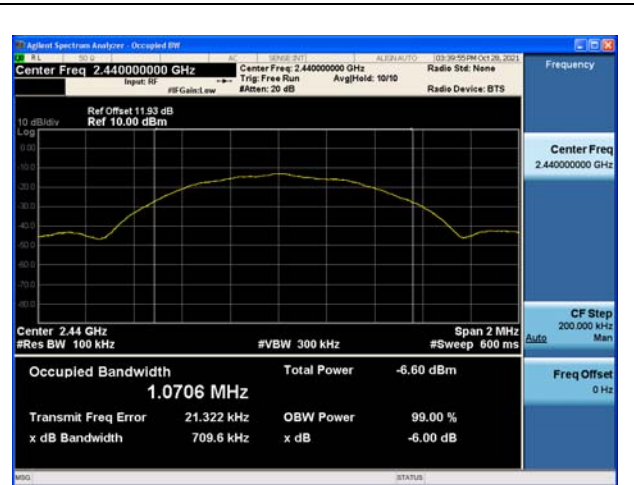 Agilent Spectrum Analyzer - Occupied BW
RL 50 Ω AC SENSE:INT ALIGNAUTO 03:39:55 PM Oct 28, 2021
Center Freq 2.440000000 GHz
Input: RF
#IFGain:Low
Center Freq: 2.440000000 GHz
Trig: Free Run Avg|Hold: 10/10
#Atten: 20 dB
Radio Std: None
Radio Device: BTS
Frequency
Ref Offset 11.93 dB
10 dB/div Ref 10.00 dBm
Log
0.00
-10.0
-20.0
-30.0
-40.0
-50.0
-60.0
-70.0
-80.0
Center Freq
2.440000000 GHz
Center 2.44 GHz Span 2 MHz
#Res BW 100 kHz #VBW 300 kHz #Sweep 600 ms
CF Step
200.000 kHz
Auto Man
Occupied Bandwidth Total Power -6.60 dBm
1.0706 MHz
Transmit Freq Error 21.322 kHz OBW Power 99.00 %
x dB Bandwidth 709.6 kHz x dB -6.00 dB
Freq Offset
0 Hz
MSG STATUS